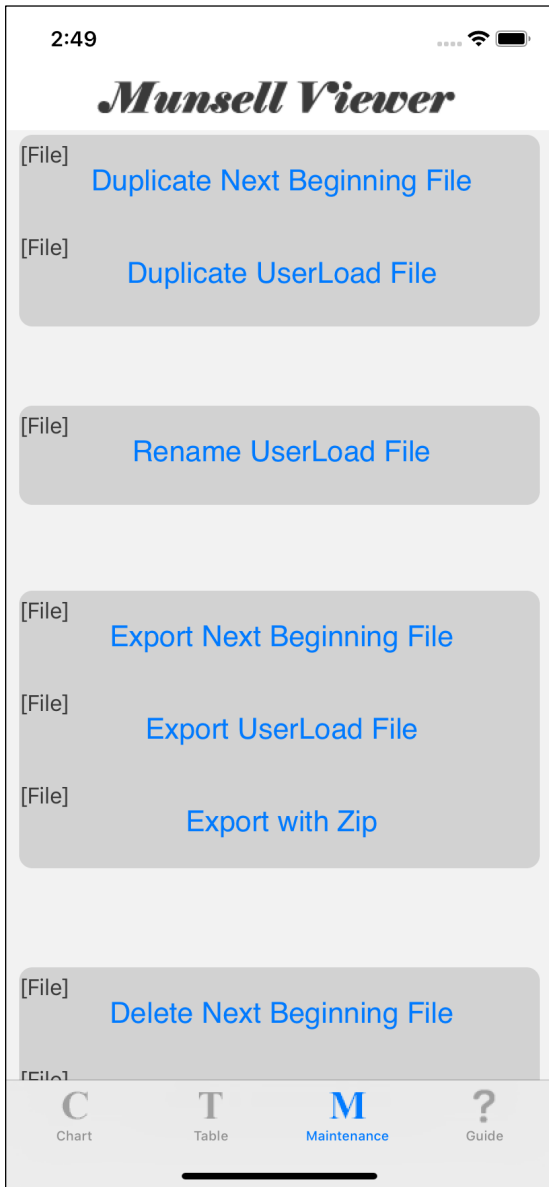 2:49
Munsell Viewer
[File]
Duplicate Next Beginning File
[File]
Duplicate UserLoad File
[File]
Rename UserLoad File
[File]
Export Next Beginning File
[File]
Export UserLoad File
[File]
Export with Zip
[File]
Delete Next Beginning File
[File]
C T M ?
Chart Table Maintenance Guide